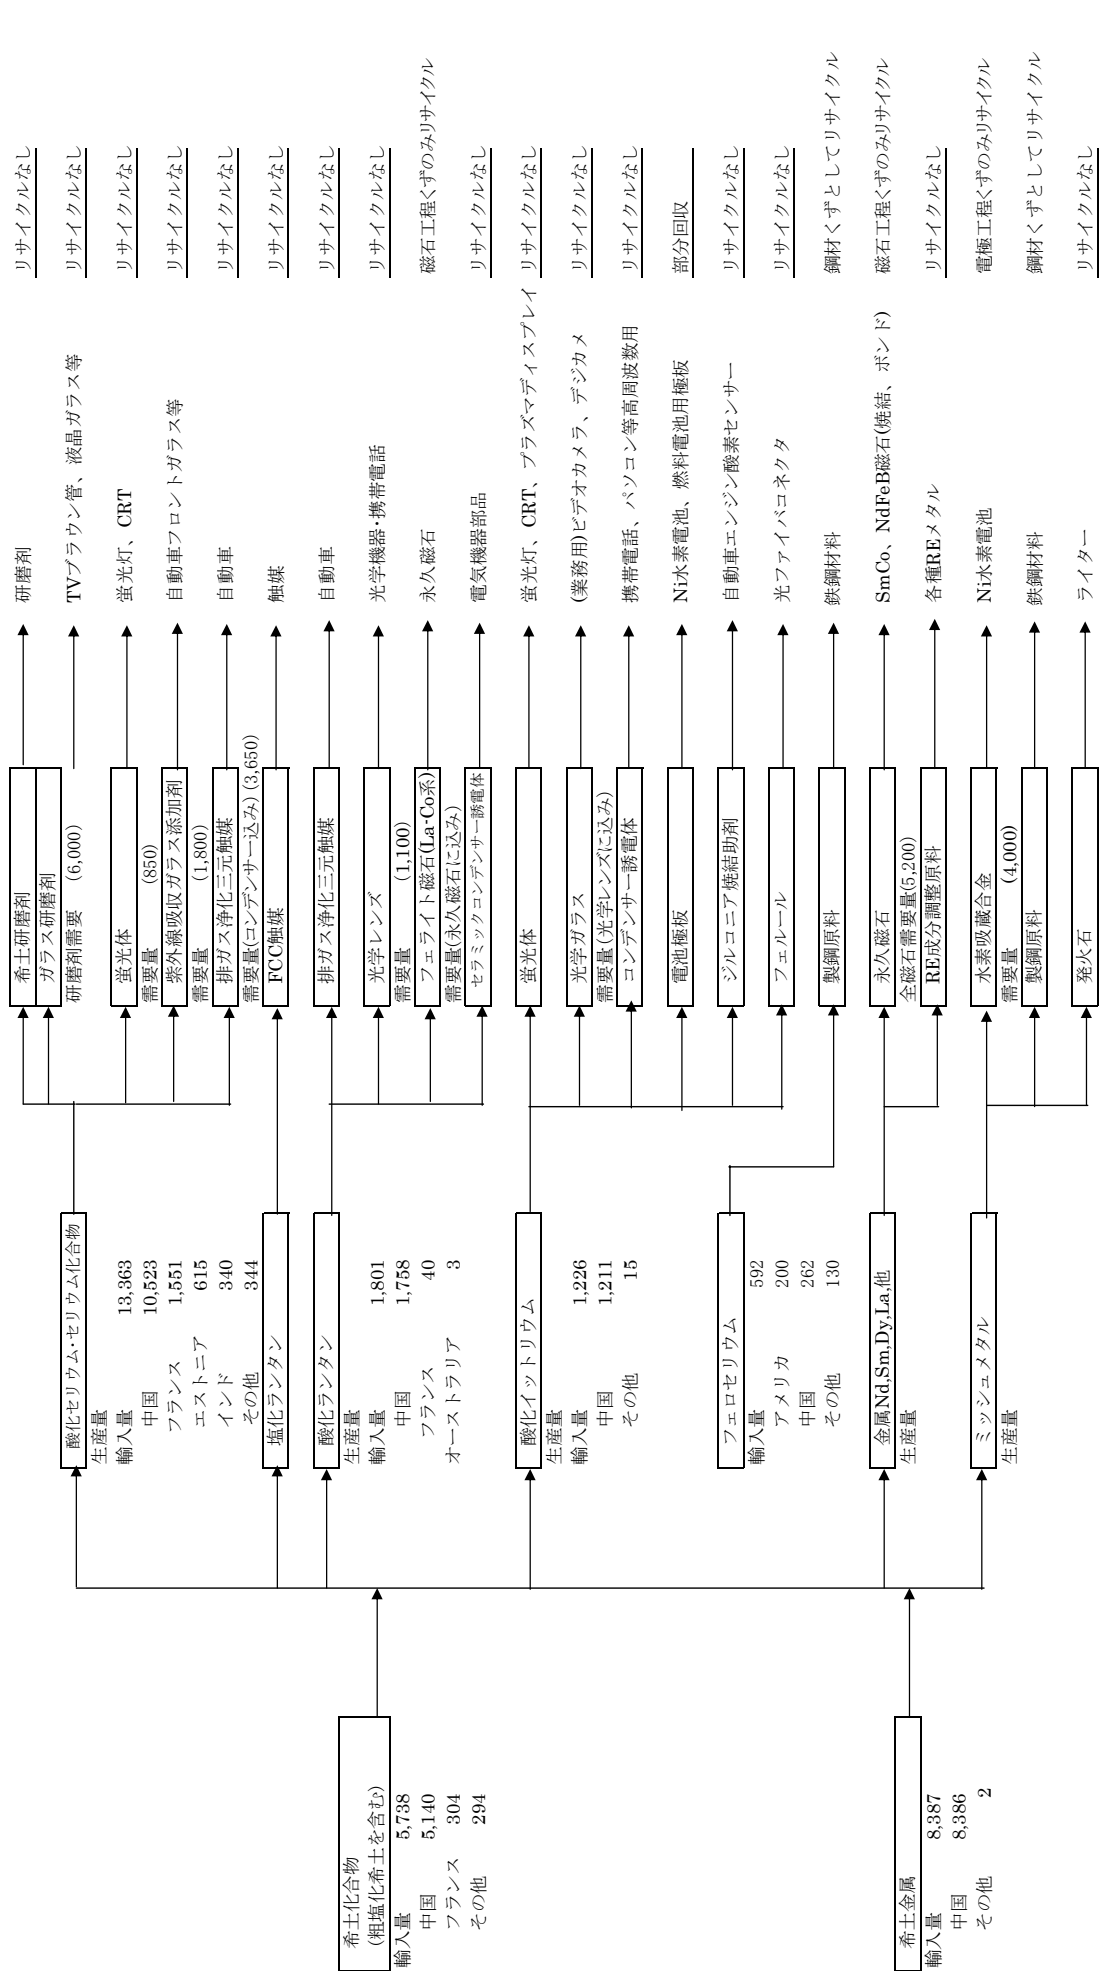 希土化合物
(粗塩化希土を含む)
輸入量 5,738
中国 5,140
フランス 304
その他 294
希土金属
輸入量 8,387
中国 8,386
その他 2
酸化セリウム・セリウム化合物
生産量
輸入量 13,363
中国 10,523
フランス 1,551
エストニア 615
インド 340
その他 344
塩化ランタン
酸化ランタン
生産量
輸入量 1,801
中国 1,758
フランス 40
オーストラリア 3
酸化イットリウム
生産量
輸入量 1,226
中国 1,211
その他 15
フェロセリウム
輸入量 592
アメリカ 200
中国 262
その他 130
金属Nd,Sm,Dy,La,他
生産量
ミッシュメタル
生産量
希土研磨剤
ガラス研磨剤
研磨剤需要 (6,000)
蛍光体
需要量 (850)
紫外線吸収ガラス添加剤
需要量 (1,800)
排ガス浄化三元触媒
需要量(コンデンサー込み) (3,650)
FCC触媒
排ガス浄化三元触媒
光学レンズ
需要量 (1,100)
フェライト磁石(La・Co系)
需要量(永久磁石に込み)
セラミックコンデンサー誘電体
蛍光体
光学ガラス
需要量(光学レンズに込み)
コンデンサー誘電体
電池極板
ジルコニア焼結助剤
フェルール
製鋼原料
永久磁石
全磁石需要量(5,200)
RE成分調整原料
水素吸蔵合金
需要量 (4,000)
製鋼原料
発火石
研磨剤
TVブラウン管、液晶ガラス等
蛍光灯、CRT
自動車フロントガラス等
自動車
触媒
自動車
光学機器・携帯電話
永久磁石
電気機器部品
蛍光灯、CRT、プラズマディスプレイ
(業務用)ビデオカメラ、デジカメ
携帯電話、パソコン等高周波数用
Ni水素電池、燃料電池用極板
自動車エンジン酸素センサー
光ファイバコネクタ
鉄鋼材料
SmCo、NdFeB磁石(焼結、ボンド)
各種REメタル
Ni水素電池
鉄鋼材料
ライター
リサイクルなし
リサイクルなし
リサイクルなし
リサイクルなし
リサイクルなし
リサイクルなし
リサイクルなし
リサイクルなし
磁石工程くずのみリサイクル
リサイクルなし
リサイクルなし
リサイクルなし
リサイクルなし
部分回収
リサイクルなし
リサイクルなし
鋼材くずとしてリサイクル
磁石工程くずのみリサイクル
リサイクルなし
電極工程くずのみリサイクル
鋼材くずとしてリサイクル
リサイクルなし